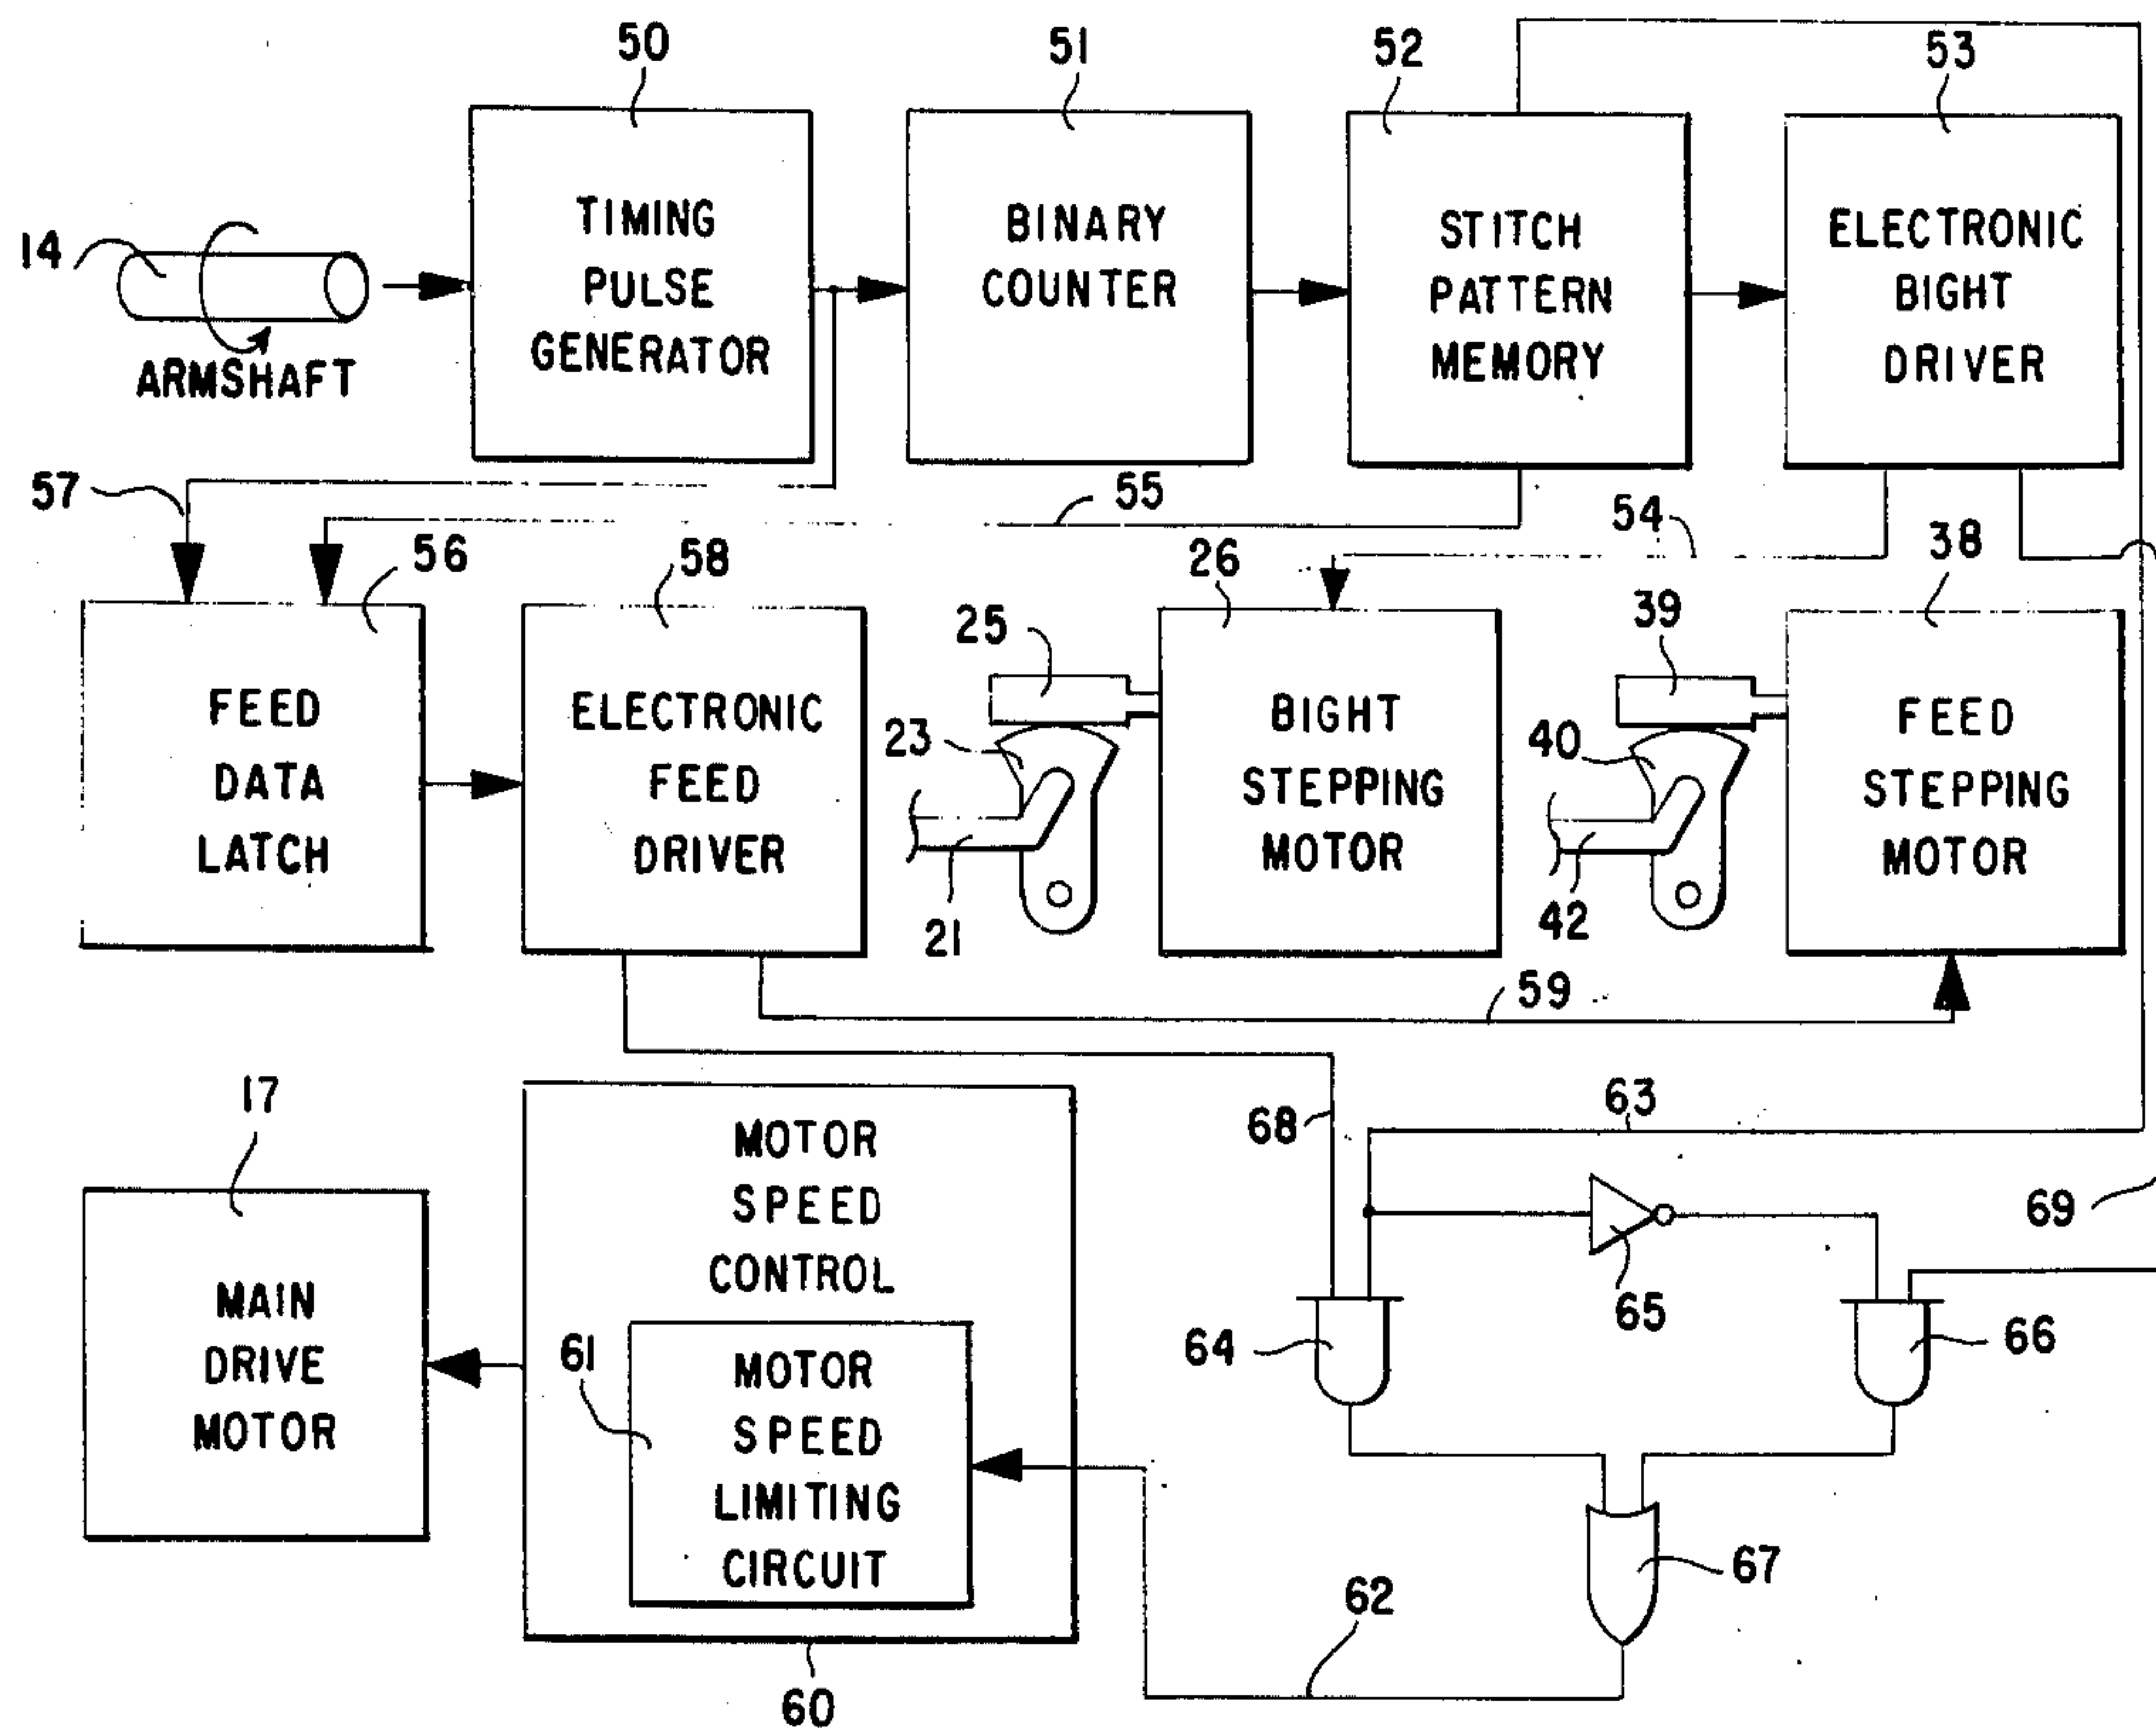 50
51
52
53
14
ARMSHAFT
TIMING
PULSE
GENERATOR
BINARY
COUNTER
STITCH
PATTERN
MEMORY
ELECTRONIC
BIGHT
DRIVER
57
55
54
56
58
26
38
FEED
DATA
LATCH
ELECTRONIC
FEED
DRIVER
25
23
21
BIGHT
STEPPING
MOTOR
39
40
42
FEED
STEPPING
MOTOR
59
17
MAIN
DRIVE
MOTOR
MOTOR
SPEED
CONTROL
61
MOTOR
SPEED
LIMITING
CIRCUIT
60
68
63
69
65
64
66
67
62